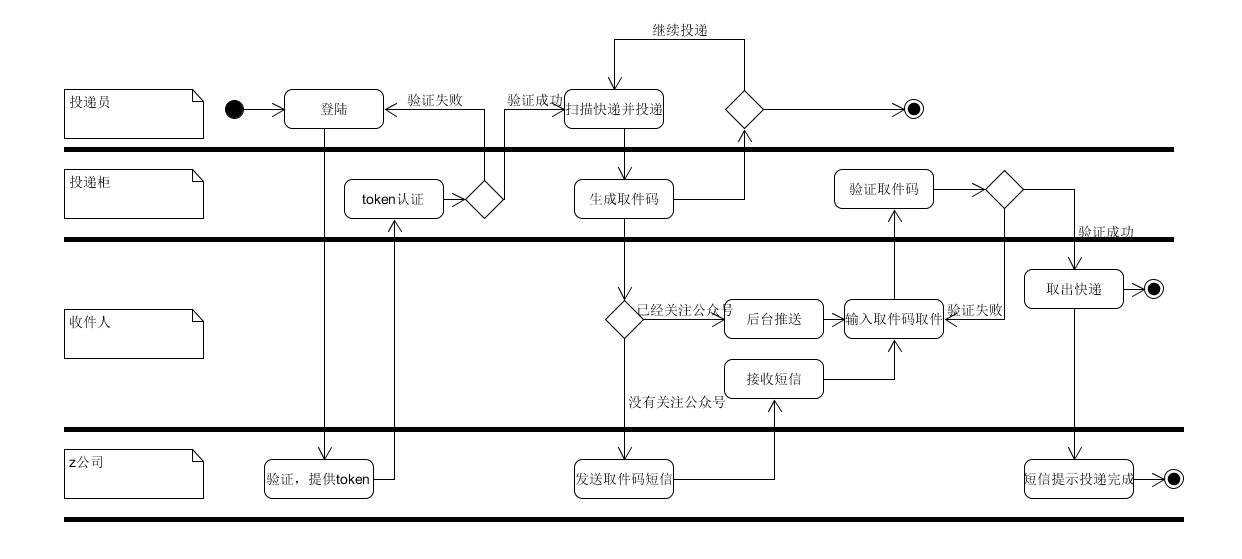 继续投递
投递员
登陆
验证失败
验证成功
扫描快递并投递
投递柜
token认证
生成取件码
验证取件码
验证成功
取出快递
收件人
已经关注公众号
后台推送
输入取件码取件
验证失败
接收短信
没有关注公众号
z公司
验证，提供token
发送取件码短信
短信提示投递完成